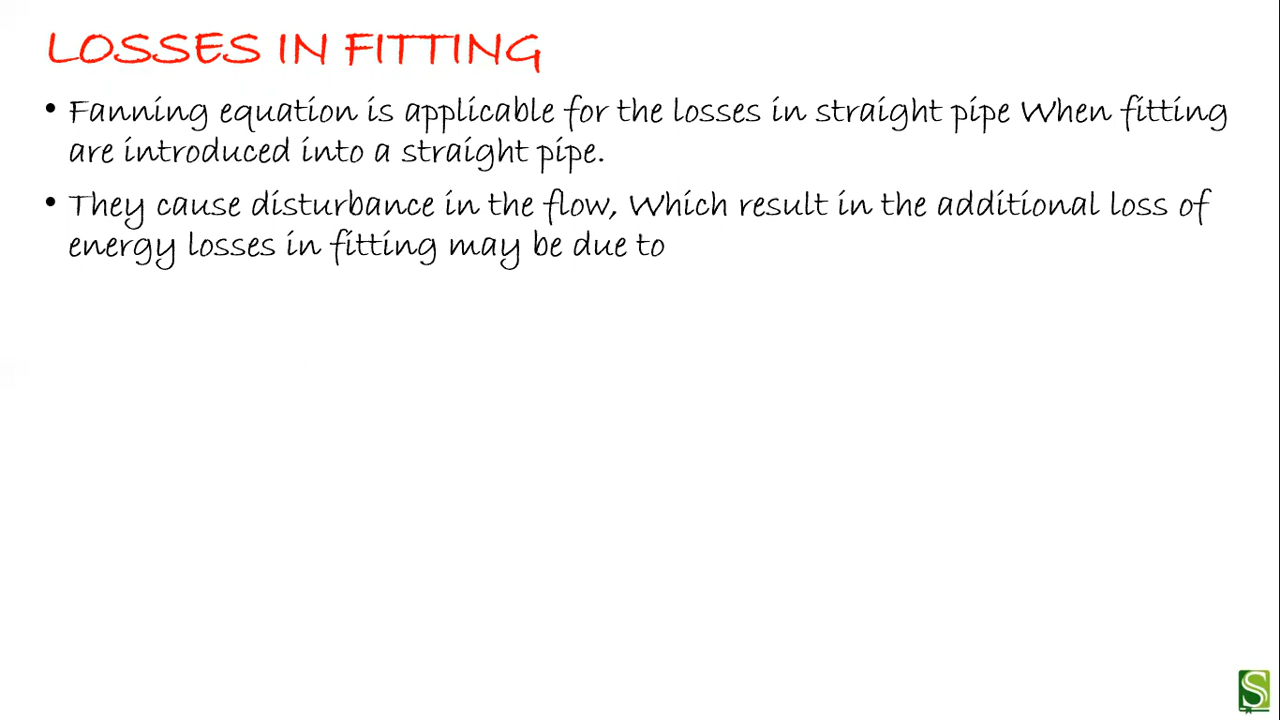 LOSSES IN FITTING
• Fanning equation is applicable for the losses in straight pipe When fitting
are introduced into a straight pipe.
• They cause disturbance in the flow, Which result in the additional loss of
energy losses in fitting may be due to
S